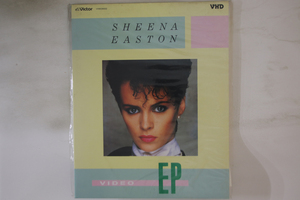 Victor
VHD
SHEENA
EASTON
VIDEO
EP